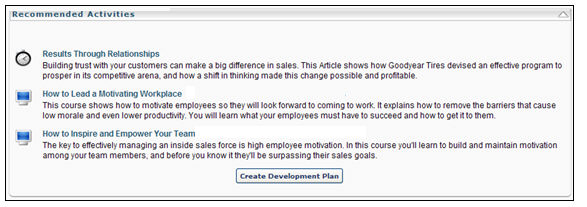 Recommended Activities
Results Through Relationships
Building trust with your customers can make a big difference in sales. This Article shows how Goodyear Tires devised an effective program to
prosper in its competitive arena, and how a shift in thinking made this change possible and profitable.
How to Lead a Motivating Workplace
This course shows how to motivate employees so they will look forward to coming to work. It explains how to remove the barriers that cause
low morale and even lower productivity. You will learn what your employees must have to succeed and how to get it to them.
How to Inspire and Empower Your Team
The key to effectively managing an inside sales force is high employee motivation. In this course you'll learn to build and maintain motivation
among your team members, and before you know it they'll be surpassing their sales goals.
Create Development Plan